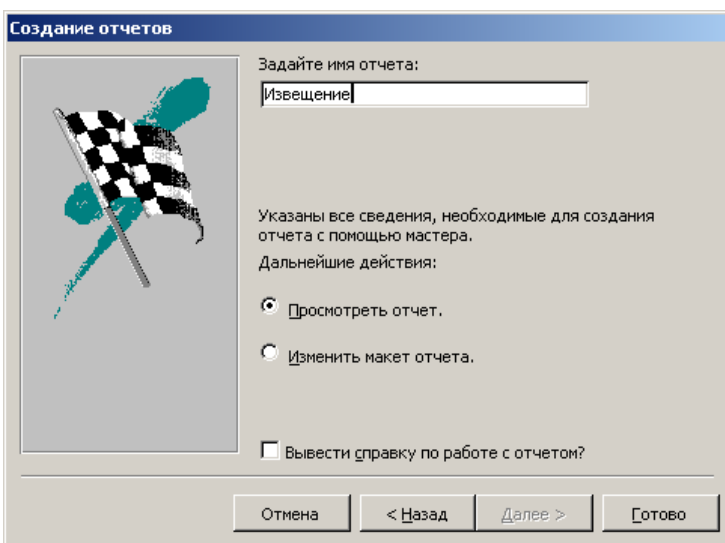 Создание отчетов
Задайте имя отчета:
Извещение
Указаны все сведения, необходимые для создания
отчета с помощью мастера.
Дальнейшие действия:
Просмотреть отчет.
Изменить макет отчета.
Вывести справку по работе с отчетом?
Отмена
< Назад
Далее >
Готово